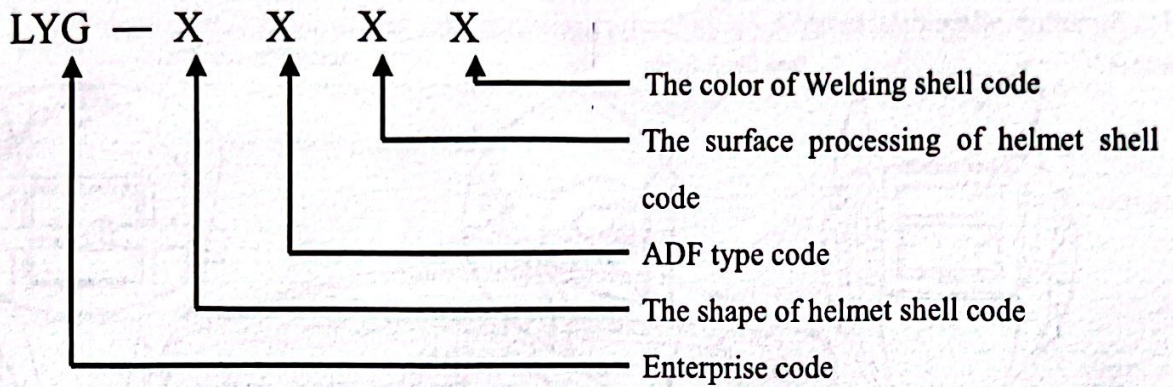 LYG — X X X X
The color of Welding shell code
The surface processing of helmet shell
code
ADF type code
The shape of helmet shell code
Enterprise code